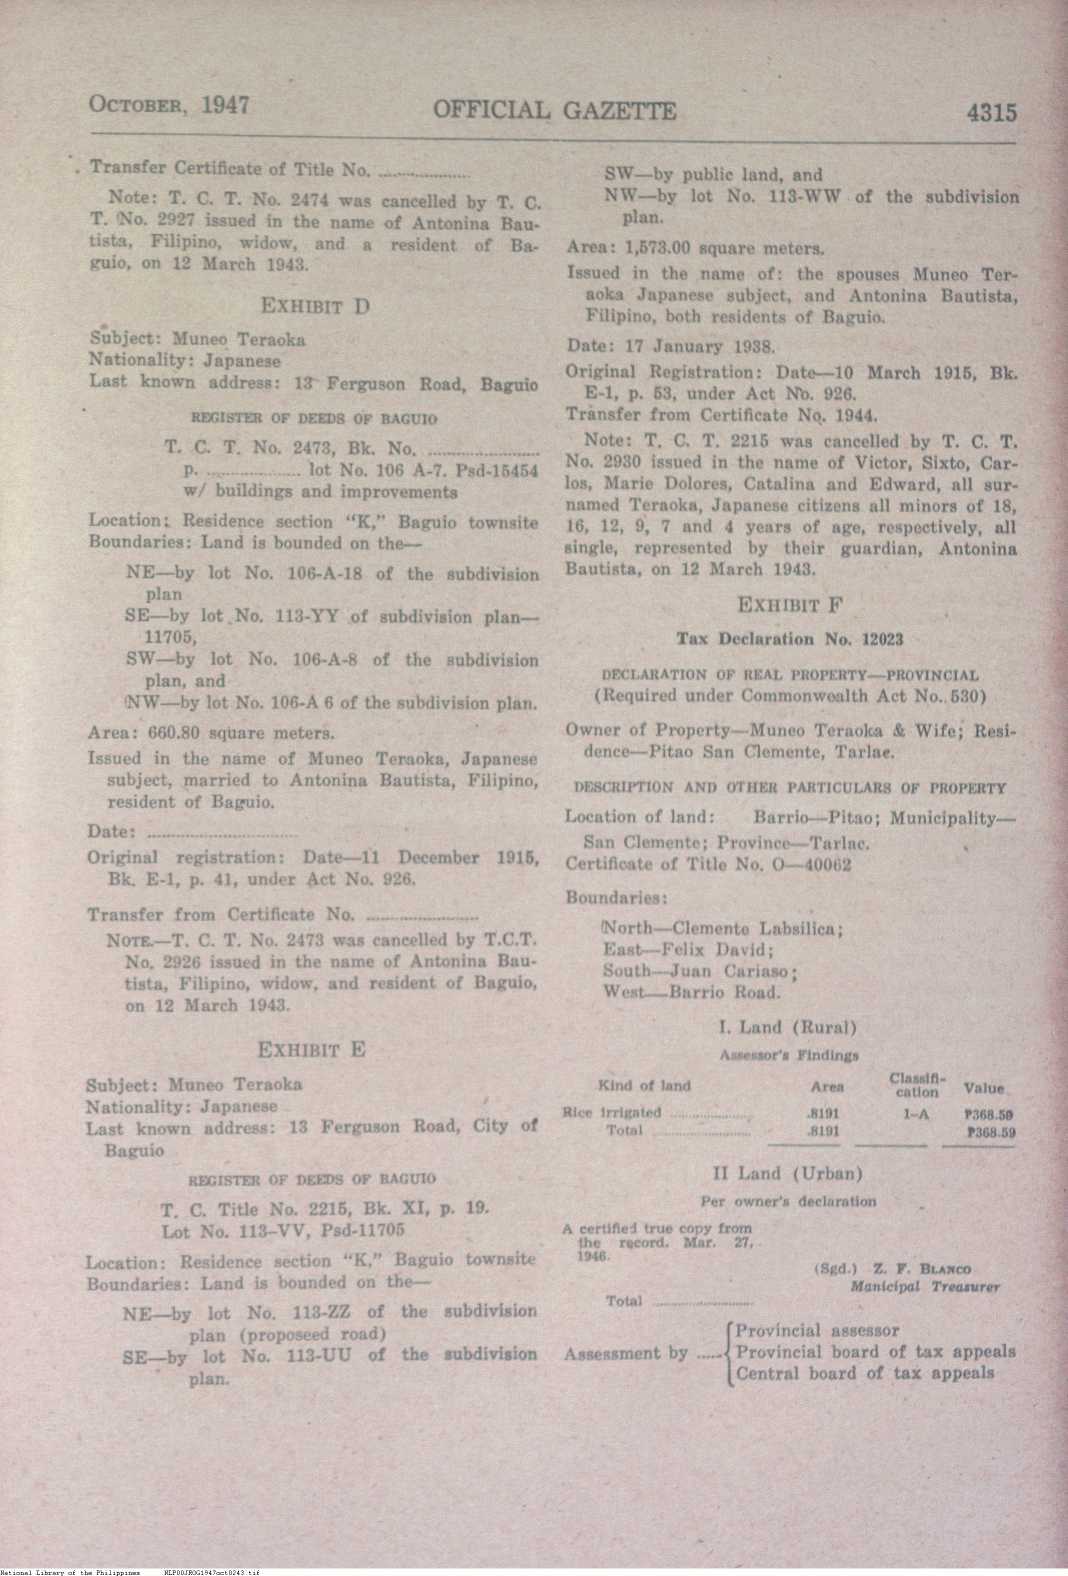 OCTOBER, 1947
OFFICIAL GAZETTE
4315
Transfer Certificate of Title No. ....................
Note: T. C. T. No. 2474 was cancelled by T. C.
T. No. 2927 issued in the name of Antonina Bau-
tista, Filipino, widow, and a resident of Ba-
guio, on 12 March 1943.
EXHIBIT D
Subject: Muneo Teraoka
Nationality: Japanese
Last known address: 13 Ferguson Road, Baguio
REGISTER OF DEEDS OF BAGUIO
T. C. T. No. 2473, Bk. No. ........................
p. .................... lot No. 106 A-7. Psd-15454
w/ buildings and improvements
Location: Residence section "K," Baguio townsite
Boundaries: Land is bounded on the—
NE—by lot No. 106-A-18 of the subdivision
plan
SE—by lot No. 113-YY of subdivision plan—
11705,
SW—by lot No. 106-A-8 of the subdivision
plan, and
NW—by lot No. 106-A 6 of the subdivision plan.
Area: 660.80 square meters.
Issued in the name of Muneo Teraoka, Japanese
subject, married to Antonina Bautista, Filipino,
resident of Baguio.
Date: ................................
Original registration: Date—11 December 1915,
Bk. E-1, p. 41, under Act No. 926.
Transfer from Certificate No. ........................
NOTE.—T. C. T. No. 2473 was cancelled by T.C.T.
No. 2926 issued in the name of Antonina Bau-
tista, Filipino, widow, and resident of Baguio,
on 12 March 1943.
EXHIBIT E
Subject: Muneo Teraoka
Nationality: Japanese
Last known address: 13 Ferguson Road, City of
Baguio
REGISTER OF DEEDS OF BAGUIO
T. C. Title No. 2215, Bk. XI, p. 19.
Lot No. 113-VV, Psd-11705
Location: Residence section "K," Baguio townsite
Boundaries: Land is bounded on the—
NE—by lot No. 113-ZZ of the subdivision
plan (proposeed road)
SE—by lot No. 113-UU of the subdivision
plan.
SW—by public land, and
NW—by lot No. 113-WW of the subdivision
plan.
Area: 1,573.00 square meters.
Issued in the name of: the spouses Muneo Ter-
aoka Japanese subject, and Antonina Bautista,
Filipino, both residents of Baguio.
Date: 17 January 1938.
Original Registration: Date—10 March 1915, Bk.
E-1, p. 53, under Act No. 926.
Transfer from Certificate No. 1944.
Note: T. C. T. 2215 was cancelled by T. C. T.
No. 2930 issued in the name of Victor, Sixto, Car-
los, Marie Dolores, Catalina and Edward, all sur-
named Teraoka, Japanese citizens all minors of 18,
16, 12, 9, 7 and 4 years of age, respectively, all
single, represented by their guardian, Antonina
Bautista, on 12 March 1943.
EXHIBIT F
Tax Declaration No. 12023
DECLARATION OF REAL PROPERTY—PROVINCIAL
(Required under Commonwealth Act No. 530)
Owner of Property—Muneo Teraoka & Wife; Resi-
dence—Pitao San Clemente, Tarlac.
DESCRIPTION AND OTHER PARTICULARS OF PROPERTY
Location of land: Barrio—Pitao; Municipality—
San Clemente; Province—Tarlac.
Certificate of Title No. O—40062
Boundaries:
North—Clemente Labsilica;
East—Felix David;
South—Juan Cariaso;
West—Barrio Road.
I. Land (Rural)
Assessor's Findings
Kind of land Area Classifi-cation Value
Rice irrigated .................... .8191 1-A ₱368.59
Total .................... .8191 ₱368.59
II Land (Urban)
Per owner's declaration
A certified true copy from
the record. Mar. 27,
1946.
(Sgd.) Z. F. BLANCO
Municipal Treasurer
Total ........................
Provincial assessor
Assessment by ...... Provincial board of tax appeals
Central board of tax appeals
National Library of the Philippines NLP00JROG1947oct0243.tif